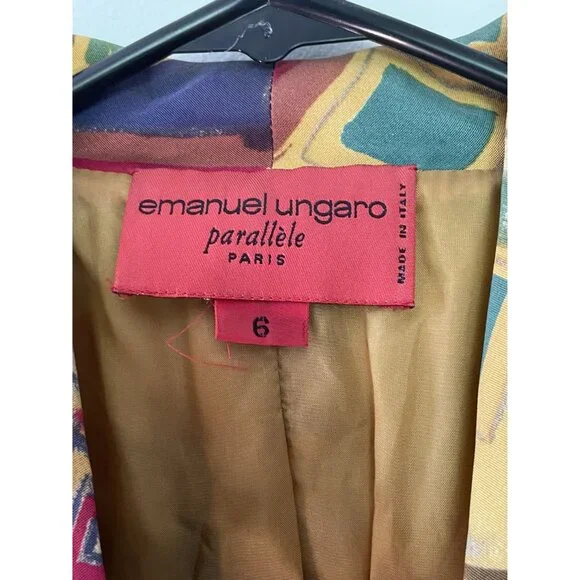 emanuel ungaro
parallèle
PARIS
MADE IN ITALY
6